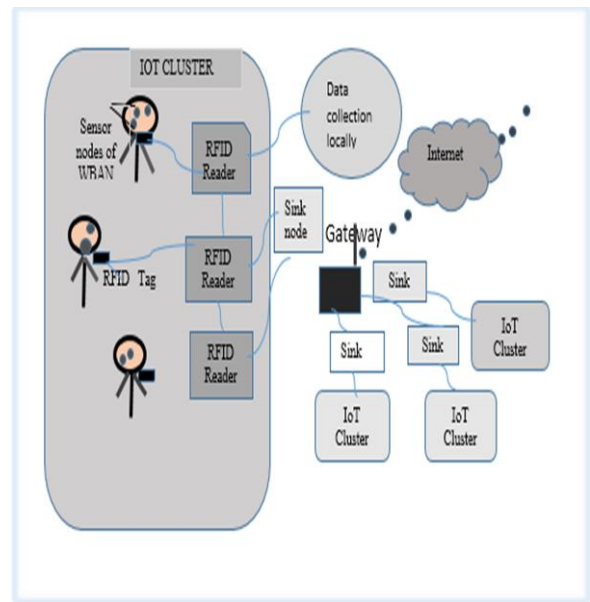 IOT CLUSTER
Sensor
nodes of
WBAN
RFID
Reader
Data
collection
locally
Internet
Sink
node
RFID Tag
RFID
Reader
Gateway
Sink
RFID
Reader
Sink
Sink
IoT
Cluster
IoT
Cluster
IoT
Cluster